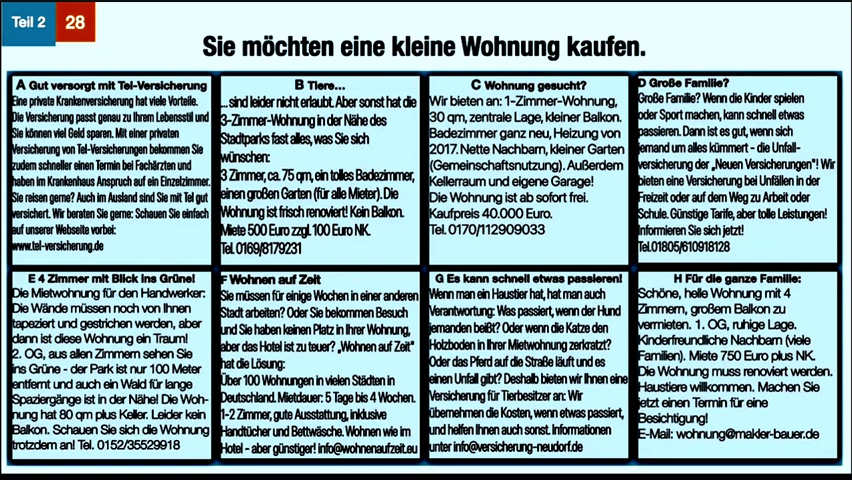 Teil 2 28
Sie möchten eine kleine Wohnung kaufen.
A Gut versorgt mit Tel-Versicherung
Eine private Krankenversicherung hat viele Vorteile.
Die Versicherung passt genau zu Ihrem Lebensstil und
Sie können viel Geld sparen. Mit einer privaten
Versicherung von Tel-Versicherungen bekommen Sie
zudem schneller einen Termin bei Fachärzten und
haben im Krankenhaus Anspruch auf ein Einzelzimmer.
Sie reisen gerne? Auch im Ausland sind Sie mit Tel gut
versichert. Wir beraten Sie gerne: Schauen Sie einfach
auf unserer Webseite vorbei:
www.tel-versicherung.de
B Tiere...
... sind leider nicht erlaubt. Aber sonst hat die
3-Zimmer-Wohnung in der Nähe des
Stadtparks fast alles, was Sie sich
wünschen:
3 Zimmer, ca. 75 qm, ein tolles Badezimmer,
einen großen Garten (für alle Mieter). Die
Wohnung ist frisch renoviert! Kein Balkon.
Miete 500 Euro zzgl. 100 Euro NK.
Tel. 0169/8179231
C Wohnung gesucht?
Wir bieten an: 1-Zimmer-Wohnung,
30 qm, zentrale Lage, kleiner Balkon.
Badezimmer ganz neu, Heizung von
2017. Nette Nachbarn, kleiner Garten
(Gemeinschaftsnutzung). Außerdem
Kellerraum und eigene Garage!
Die Wohnung ist ab sofort frei.
Kaufpreis 40.000 Euro.
Tel. 0170/112909033
D Große Familie?
Große Familie? Wenn die Kinder spielen
oder Sport machen, kann schnell etwas
passieren. Dann ist es gut, wenn sich
jemand um alles kümmert - die Unfall-
versicherung der „Neuen Versicherungen"! Wir
bieten eine Versicherung bei Unfällen in der
Freizeit oder auf dem Weg zu Arbeit oder
Schule. Günstige Tarife, aber tolle Leistungen!
Informieren Sie sich jetzt!
Tel.01805/610918128
E 4 Zimmer mit Blick ins Grüne!
Die Mietwohnung für den Handwerker:
Die Wände müssen noch von Ihnen
tapeziert und gestrichen werden, aber
dann ist diese Wohnung ein Traum!
2. OG, aus allen Zimmern sehen Sie
ins Grüne - der Park ist nur 100 Meter
entfernt und auch ein Wald für lange
Spaziergänge ist in der Nähe! Die Woh-
nung hat 80 qm plus Keller. Leider kein
Balkon. Schauen Sie sich die Wohnung
trotzdem an! Tel. 0152/35529918
F Wohnen auf Zeit
Sie müssen für einige Wochen in einer anderen
Stadt arbeiten? Oder Sie bekommen Besuch
und Sie haben keinen Platz in Ihrer Wohnung,
aber das Hotel ist zu teuer? „Wohnen auf Zeit"
hat die Lösung:
Über 100 Wohnungen in vielen Städten in
Deutschland. Mietdauer: 5 Tage bis 4 Wochen.
1-2 Zimmer, gute Ausstattung, inklusive
Handtücher und Bettwäsche. Wohnen wie im
Hotel - aber günstiger! info@wohnenaufzeit.eu
G Es kann schnell etwas passieren!
Wenn man ein Haustier hat, hat man auch
Verantwortung: Was passiert, wenn der Hund
jemanden beißt? Oder wenn die Katze den
Holzboden in Ihrer Mietwohnung zerkratzt?
Oder das Pferd auf die Straße läuft und es
einen Unfall gibt? Deshalb bieten wir Ihnen eine
Versicherung für Tierbesitzer an: Wir
übernehmen die Kosten, wenn etwas passiert,
und helfen Ihnen auch sonst. Informationen
unter info@versicherung-neudorf.de
H Für die ganze Familie:
Schöne, helle Wohnung mit 4
Zimmern, großem Balkon zu
vermieten. 1. OG, ruhige Lage.
Kinderfreundliche Nachbarn (viele
Familien). Miete 750 Euro plus NK.
Die Wohnung muss renoviert werden.
Haustiere willkommen. Machen Sie
jetzt einen Termin für eine
Besichtigung!
E-Mail: wohnung@makler-bauer.de